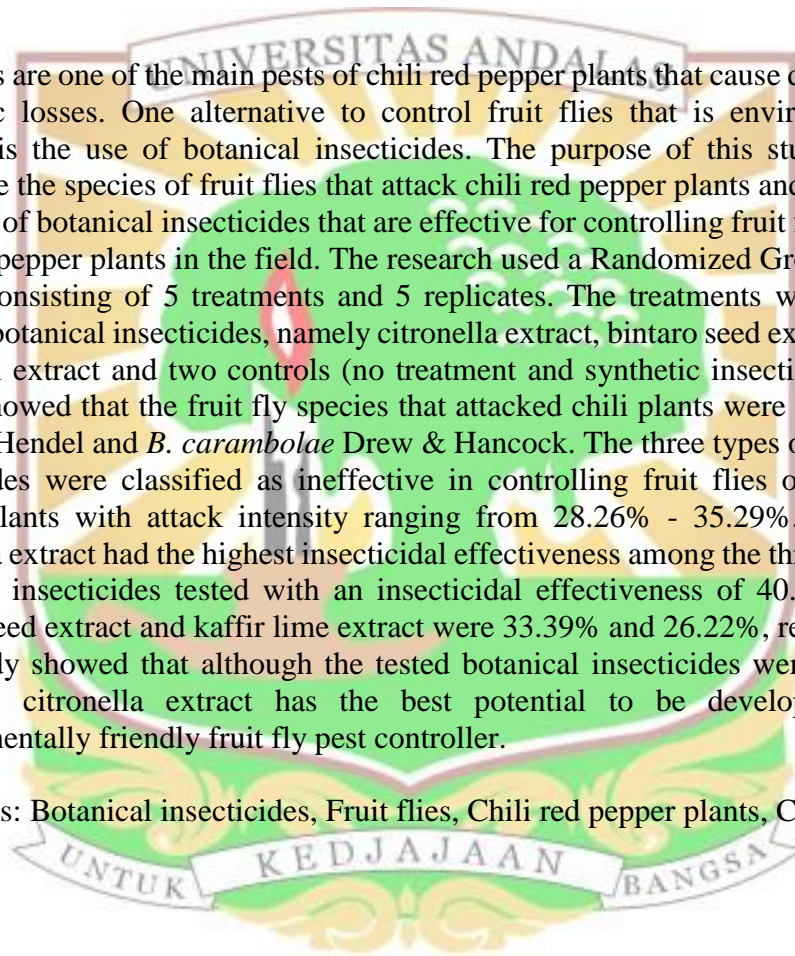 UNIVERSITAS ANDALAS
s are one of the main pests of chili red pepper plants that cause
c losses. One alternative to control fruit flies that is envir
is the use of botanical insecticides. The purpose of this stu
e the species of fruit flies that attack chili red pepper plants and
of botanical insecticides that are effective for controlling fruit
pepper plants in the field. The research used a Randomized Gr
onsisting of 5 treatments and 5 replicates. The treatments w
botanical insecticides, namely citronella extract, bintaro seed ex
extract and two controls (no treatment and synthetic insecti
howed that the fruit fly species that attacked chili plants were
Hendel and B. carambolae Drew & Hancock. The three types o
des were classified as ineffective in controlling fruit flies o
lants with attack intensity ranging from 28.26% - 35.29%.
a extract had the highest insecticidal effectiveness among the th
insecticides tested with an insecticidal effectiveness of 40.
eed extract and kaffir lime extract were 33.39% and 26.22%, re
ly showed that although the tested botanical insecticides wer
citronella extract has the best potential to be develop
mentally friendly fruit fly pest controller.
s: Botanical insecticides, Fruit flies, Chili red pepper plants, C
UNTUK KEDJAJAAN BANGSA